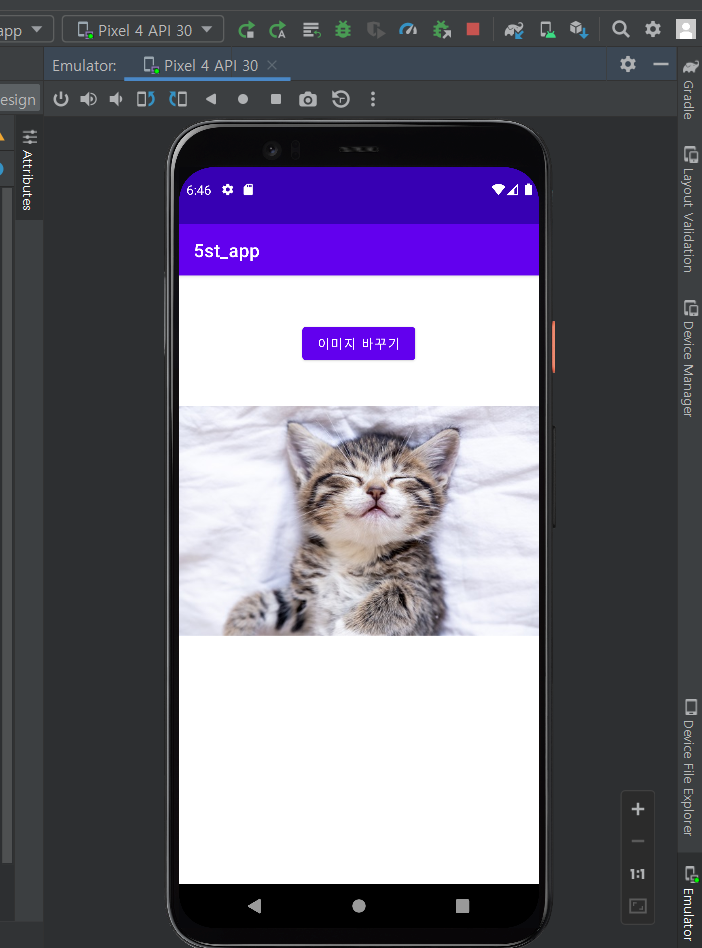 app
Pixel 4 API 30
Emulator:
Pixel 4 API 30
esign
Attributes
6:46
5st_app
이미지 바꾸기
Gradle
Layout Validation
Device Manager
Device File Explorer
Emulator
1:1